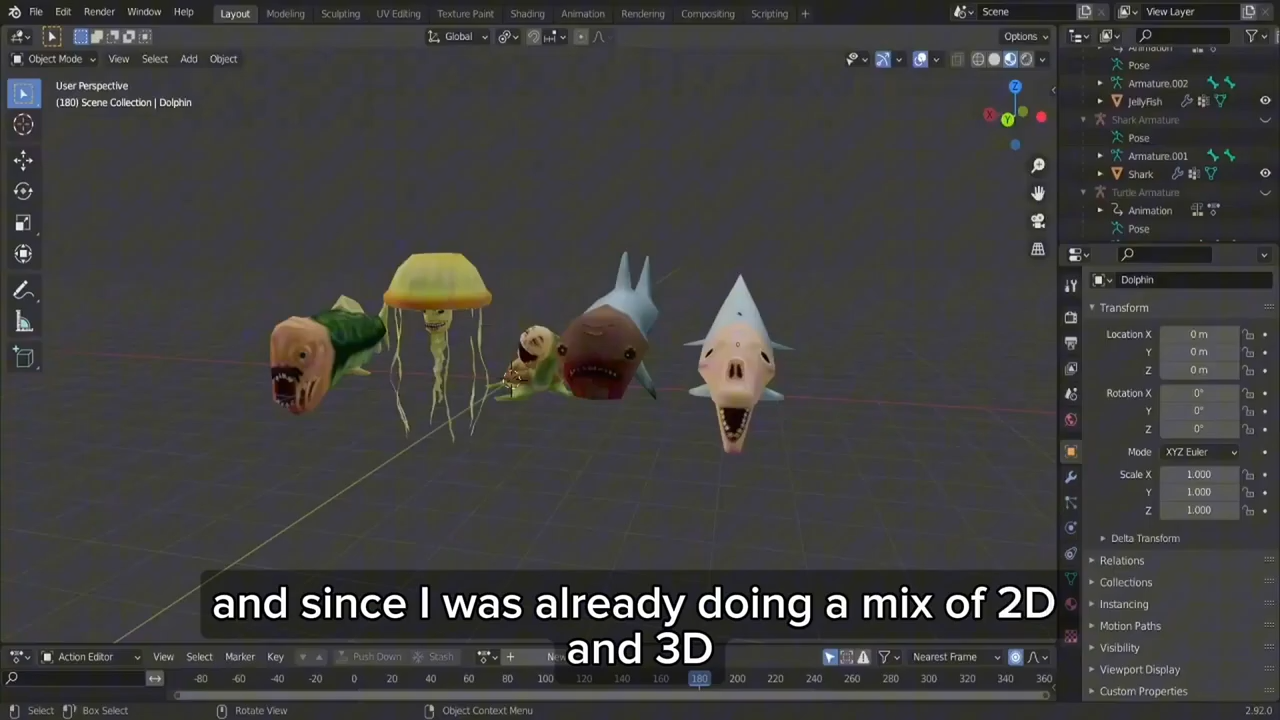 File Edit Render Window Help Layout Modeling Sculpting UV Editing Texture Paint Shading Animation Rendering Compositing Scripting + Scene View Layer
Global Options
Object Mode View Select Add Object
User Perspective
(180) Scene Collection | Dolphin
Z
X
Y
Animation
Pose
Armature.002
JellyFish
Shark Armature
Pose
Armature.001
Shark
Turtle Armature
Animation
Pose
Dolphin
Transform
Location X 0 m
Y 0 m
Z 0 m
Rotation X 0°
Y 0°
Z 0°
Mode XYZ Euler
Scale X 1.000
Y 1.000
Z 1.000
Delta Transform
Relations
Collections
Instancing
Motion Paths
Visibility
Viewport Display
Custom Properties
and since I was already doing a mix of 2D
and 3D
Action Editor View Select Marker Key Push Down Stash + Nearest Frame
-80 -60 -40 -20 0 20 40 60 80 100 120 140 160 180 200 220 240 260 280 300 320 340 360
Select Box Select Rotate View Object Context Menu 2.92.0